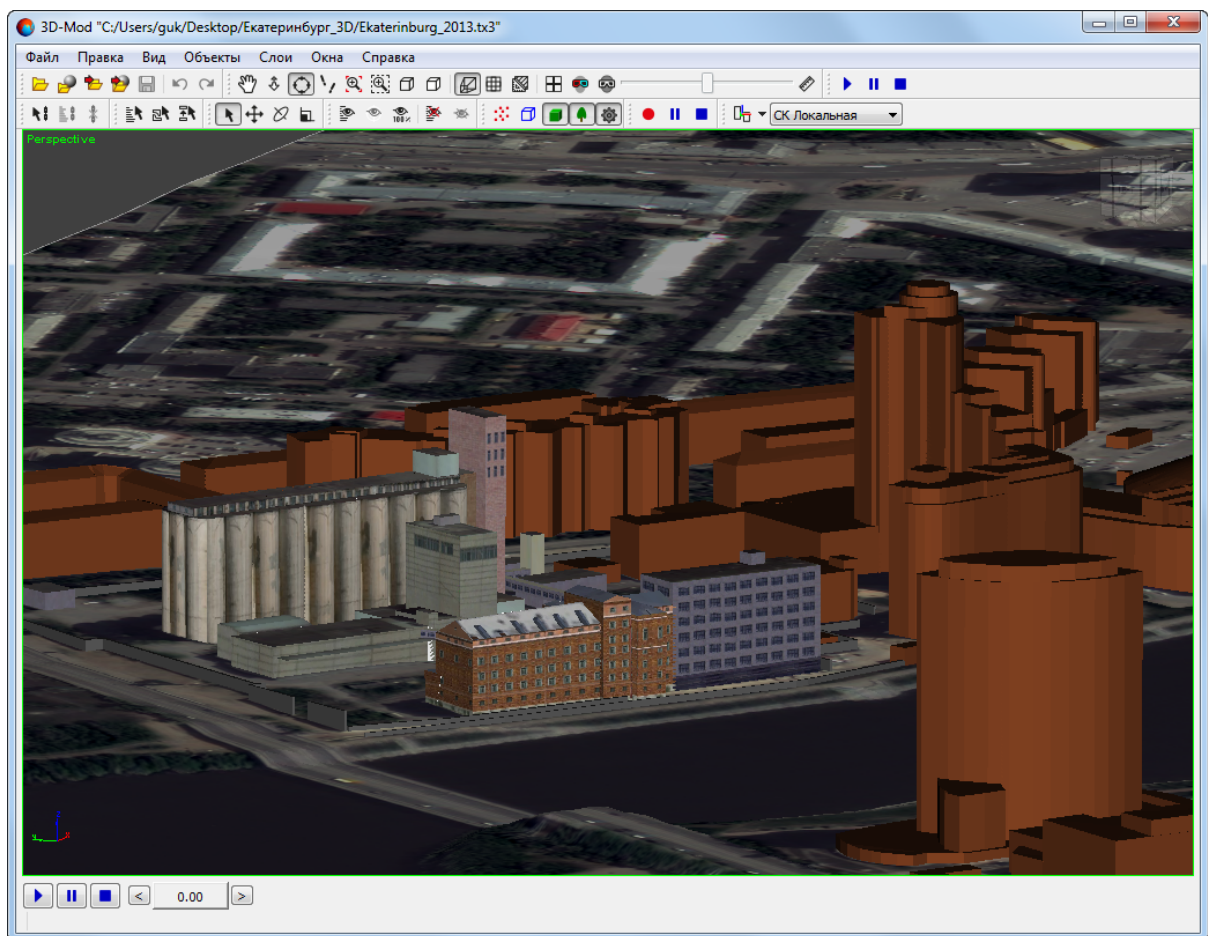 3D-Mod "C:/Users/guk/Desktop/Екатеринбург_3D/Ekaterinburg_2013.tx3"
Файл Правка Вид Объекты Слои Окна Справка
100%
СК Локальная
Perspective
z
y
x
< 0.00 >